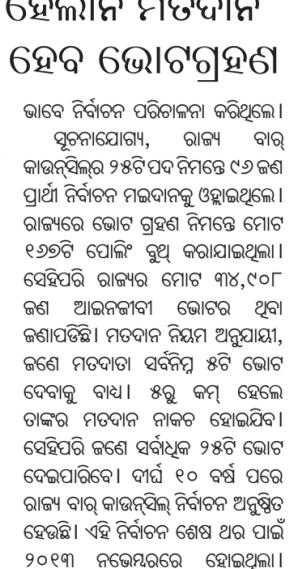 ହେଲାନି ମତଦାନ
ହେବ ଭୋଟଗ୍ରହଣ
ଭାବେ ନିର୍ବାଚନ ପରିଚାଳନା କରିଥିଲେ।
ସୂଚନାଯୋଗ୍ୟ, ରାଜ୍ୟ ବାର୍
କାଉନ୍‌ସିଲ୍‌ର ୨୫ଟି ପଦ ନିମନ୍ତେ ୯୬ ଜଣ
ପ୍ରାର୍ଥୀ ନିର୍ବାଚନ ମଇଦାନକୁ ଓହ୍ଲାଇଥିଲେ।
ରାଜ୍ୟରେ ଭୋଟ ଗ୍ରହଣ ନିମନ୍ତେ ମୋଟ
୧୬୭ଟି ପୋଲିଂ ବୁଥ୍ କରାଯାଇଥିଲା।
ସେହିପରି ରାଜ୍ୟର ମୋଟ ୩୪,୯୦୮
ଜଣ ଆଇନଜୀବୀ ଭୋଟର ଥିବା
ଜଣାପଡିଛି। ମତଦାନ ନିୟମ ଅନୁଯାୟୀ,
ଜଣେ ମତଦାତା ସର୍ବନିମ୍ନ ୫ଟି ଭୋଟ
ଦେବାକୁ ବାଧ୍ୟ। ୫ରୁ କମ୍ ହେଲେ
ତାଙ୍କର ମତଦାନ ନାକଚ ହୋଇଯିବ।
ସେହିପରି ଜଣେ ସର୍ବାଧିକ ୨୫ଟି ଭୋଟ
ଦେଇପାରିବେ। ଦୀର୍ଘ ୧୦ ବର୍ଷ ପରେ
ରାଜ୍ୟ ବାର୍ କାଉନ୍‌ସିଲ୍ ନିର୍ବାଚନ ଅନୁଷ୍ଠିତ
ହେଉଛି। ଏହି ନିର୍ବାଚନ ଶେଷ ଥର ପାଇଁ
୨୦୧୩ ନଭେମ୍ବରରେ ହୋଇଥିଲା।